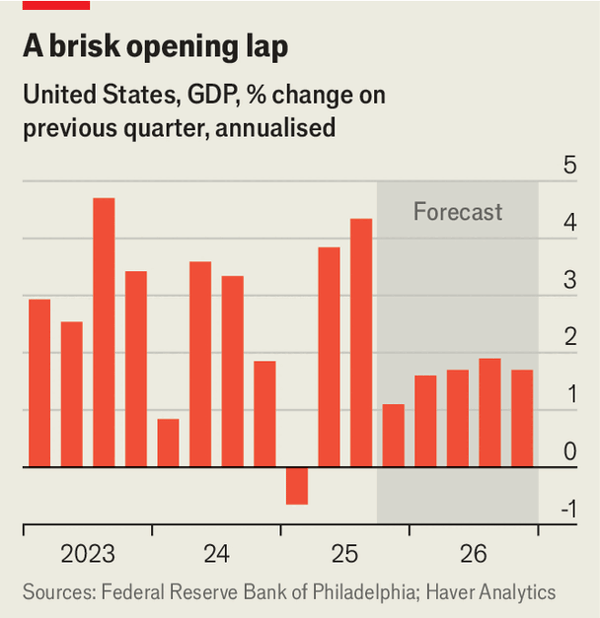 A brisk opening lap
United States, GDP, % change on
previous quarter, annualised
5
Forecast
4
3
2
1
0
-1
2023 24 25 26
Sources: Federal Reserve Bank of Philadelphia; Haver Analytics